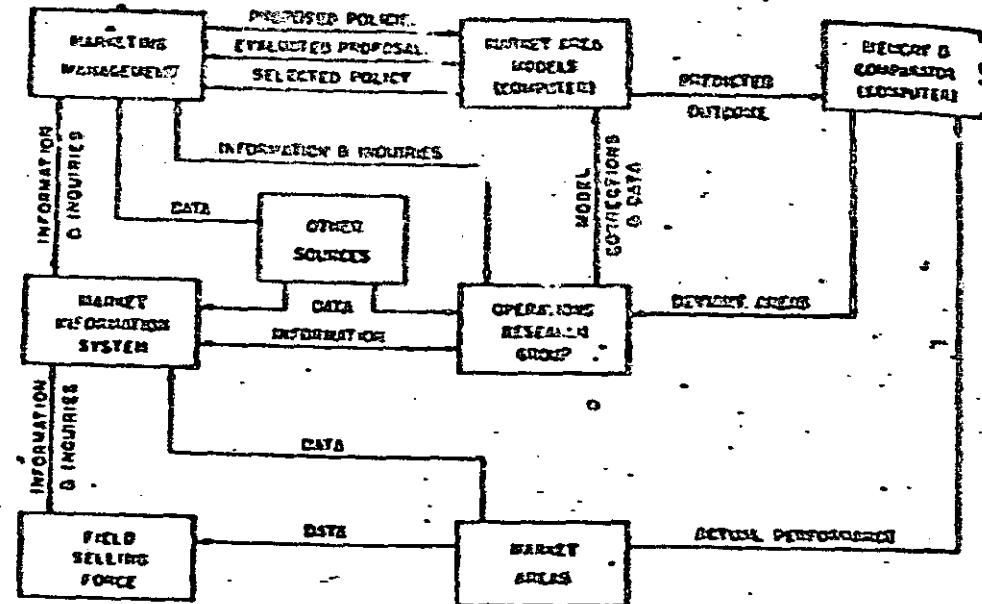 PROPOSED POLICY
EVALUATED PROPOSAL
SELECTED POLICY
MARKETING
MANAGEMENT
MARKET AREA
MODELS
(COMPUTER)
PREDICTED
OUTCOME
MEMORY &
COMPARATOR
(COMPUTER)
INFORMATION & INQUIRIES
INFORMATION
& INQUIRIES
MODEL
CORRECTIONS
& DATA
DATA
OTHER
SOURCES
MARKET
INFORMATION
SYSTEM
DATA
INFORMATION
OPERATIONS
RESEARCH
GROUP
DEVIANT AREAS
INFORMATION
& INQUIRIES
DATA
FIELD
SELLING
FORCE
DATA
MARKET
AREAS
ACTUAL PERFORMANCE